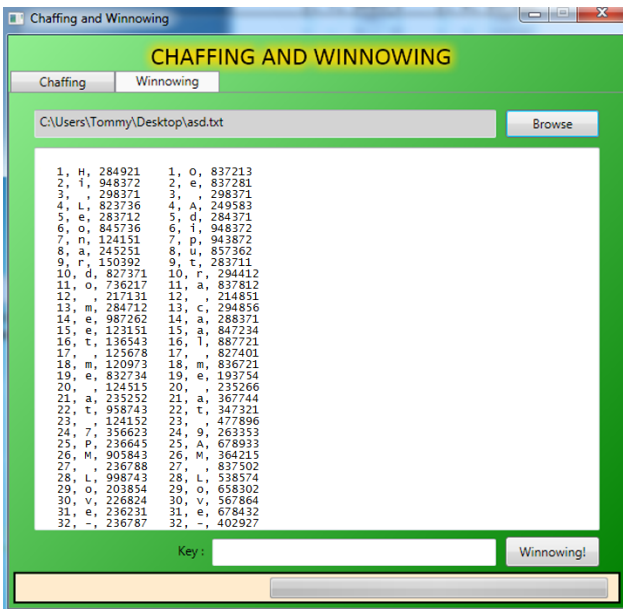 Chaffing and Winnowing
CHAFFING AND WINNOWING
Chaffing Winnowing
C:\Users\Tommy\Desktop\asd.txt Browse
1, H, 284921 1, O, 837213
2, i, 948372 2, e, 837281
3, , 298371 3, , 298371
4, L, 823736 4, A, 249583
5, e, 283712 5, d, 284371
6, o, 845736 6, i, 948372
7, n, 124151 7, p, 943872
8, a, 245251 8, u, 857362
9, r, 150392 9, t, 283711
10, d, 827371 10, r, 294412
11, o, 736217 11, a, 837812
12, , 217131 12, , 214851
13, m, 284712 13, c, 294856
14, e, 987262 14, a, 288371
15, e, 123151 15, a, 847234
16, t, 136543 16, l, 887721
17, , 125678 17, , 827401
18, m, 120973 18, m, 836721
19, e, 832734 19, e, 193754
20, , 124515 20, , 235266
21, a, 235252 21, a, 367744
22, t, 958743 22, t, 347321
23, , 124152 23, , 477896
24, 7, 356623 24, 9, 263353
25, P, 236645 25, A, 678933
26, M, 905843 26, M, 364215
27, , 236788 27, , 837502
28, L, 998743 28, L, 538574
29, o, 203854 29, o, 658302
30, v, 226824 30, v, 567864
31, e, 236231 31, e, 678432
32, -, 236787 32, -, 402927
Key : Winnowing!